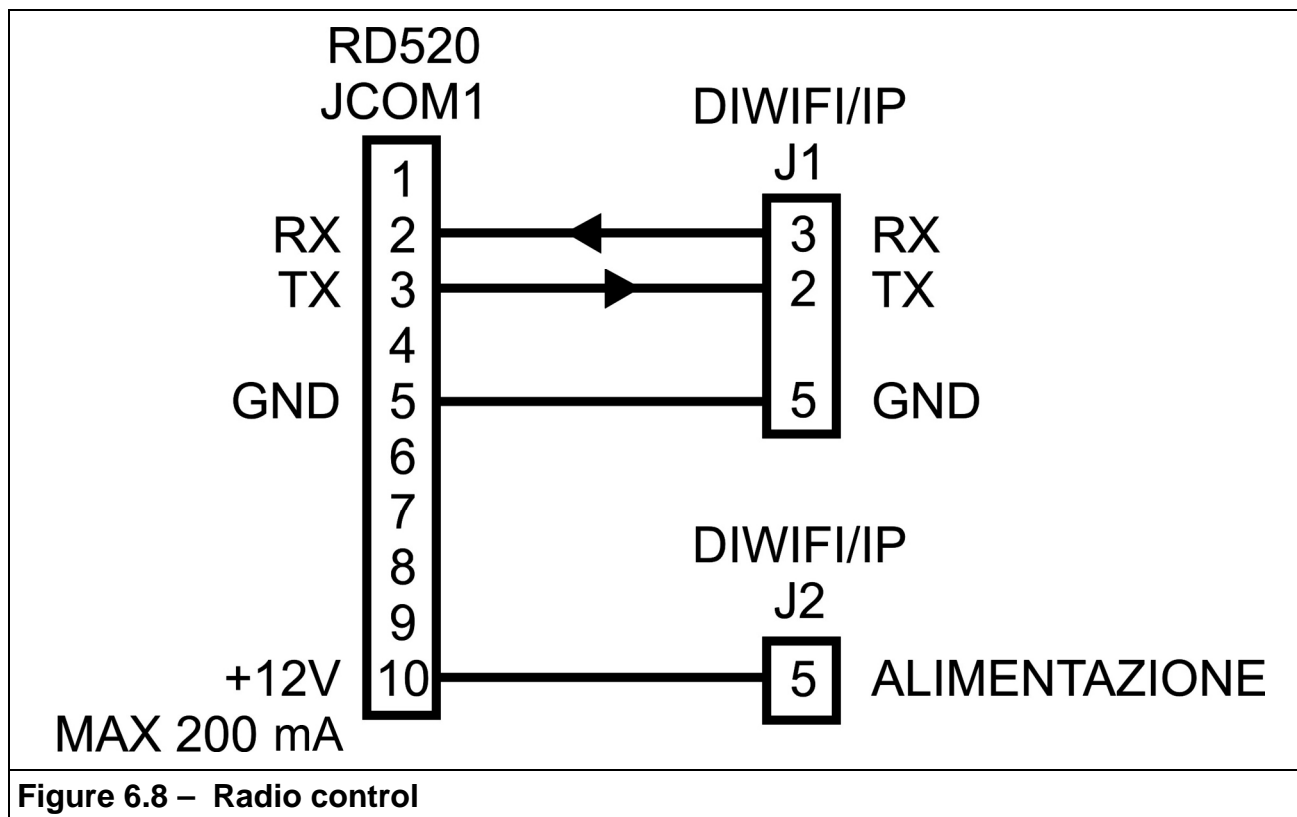 RD520
JCOM1
DIWIFI/IP
J1
1
RX 2 3 RX
TX 3 2 TX
4
GND 5 5 GND
6
7
8
9
DIWIFI/IP
J2
+12V 10 5 ALIMENTAZIONE
MAX 200 mA
Figure 6.8 – Radio control